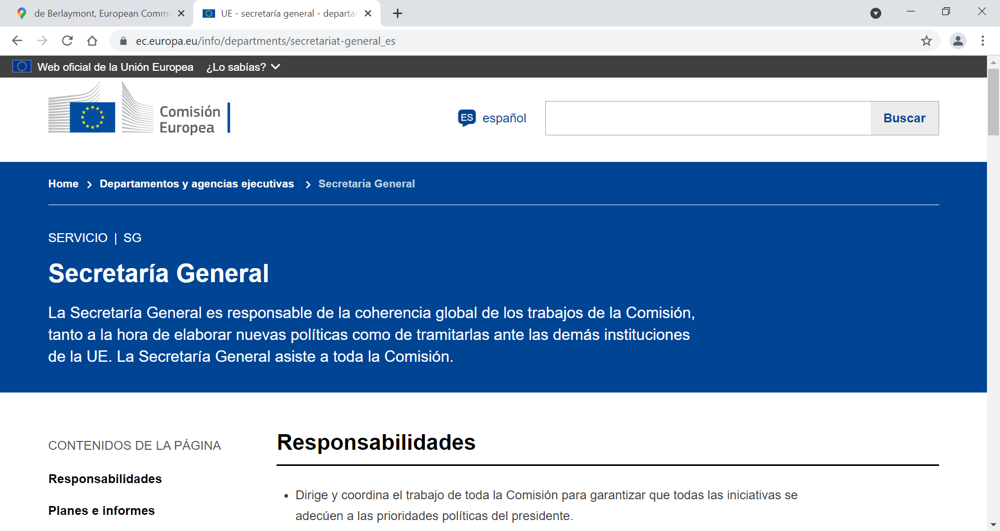 de Berlaymont, European Commi
UE - secretaría general - departar
ec.europa.eu/info/departments/secretariat-general_es
Web oficial de la Unión Europea ¿Lo sabías?
Comisión
Europea
ES español
Buscar
Home > Departamentos y agencias ejecutivas > Secretaría General
SERVICIO | SG
Secretaría General
La Secretaría General es responsable de la coherencia global de los trabajos de la Comisión,
tanto a la hora de elaborar nuevas políticas como de tramitarlas ante las demás instituciones
de la UE. La Secretaría General asiste a toda la Comisión.
CONTENIDOS DE LA PÁGINA
Responsabilidades
Planes e informes
Responsabilidades
• Dirige y coordina el trabajo de toda la Comisión para garantizar que todas las iniciativas se
adecúen a las prioridades políticas del presidente.